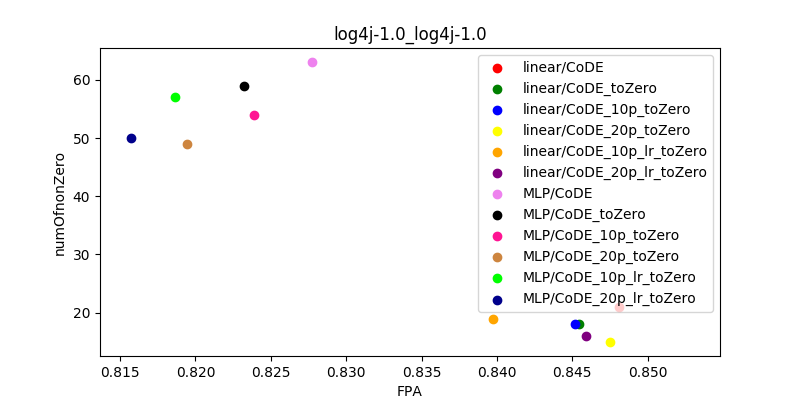 log4j-1.0_log4j-1.0
numOfnonZero
60
50
40
30
20
linear/CoDE
linear/CoDE_toZero
linear/CoDE_10p_toZero
linear/CoDE_20p_toZero
linear/CoDE_10p_lr_toZero
linear/CoDE_20p_lr_toZero
MLP/CoDE
MLP/CoDE_toZero
MLP/CoDE_10p_toZero
MLP/CoDE_20p_toZero
MLP/CoDE_10p_lr_toZero
MLP/CoDE_20p_lr_toZero
0.815 0.820 0.825 0.830 0.835 0.840 0.845 0.850
FPA